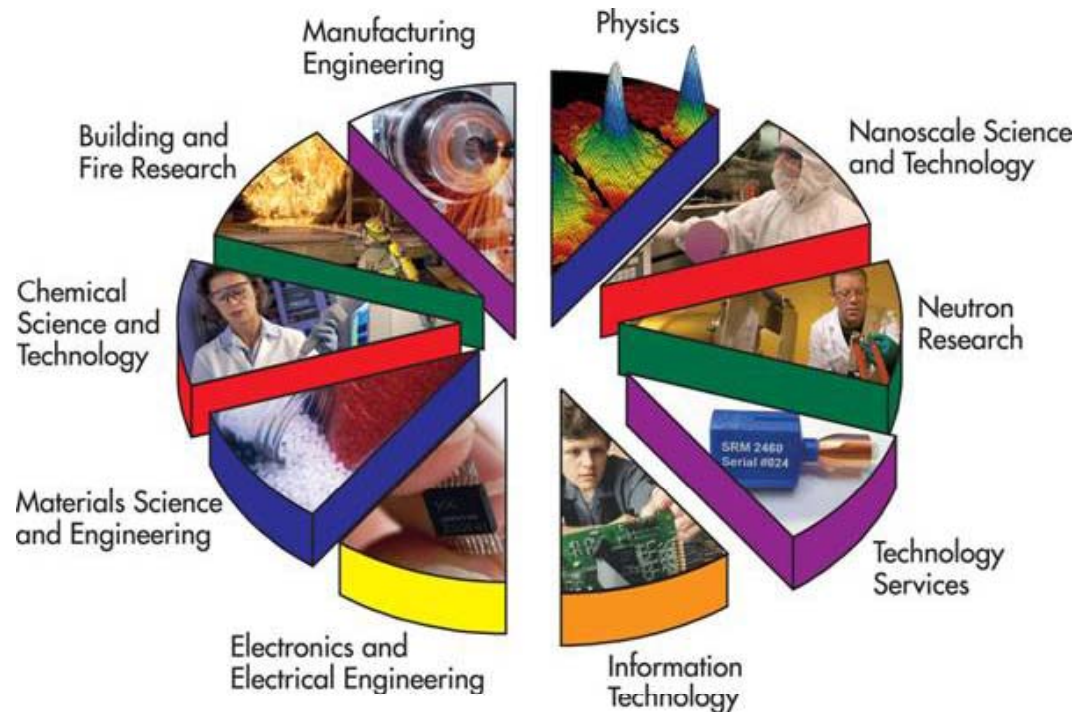 Physics
Nanoscale Science
and Technology
Neutron
Research
SRM 2460
Serial #024
Technology
Services
Information
Technology
Electronics and
Electrical Engineering
Materials Science
and Engineering
Chemical
Science and
Technology
Building and
Fire Research
Manufacturing
Engineering